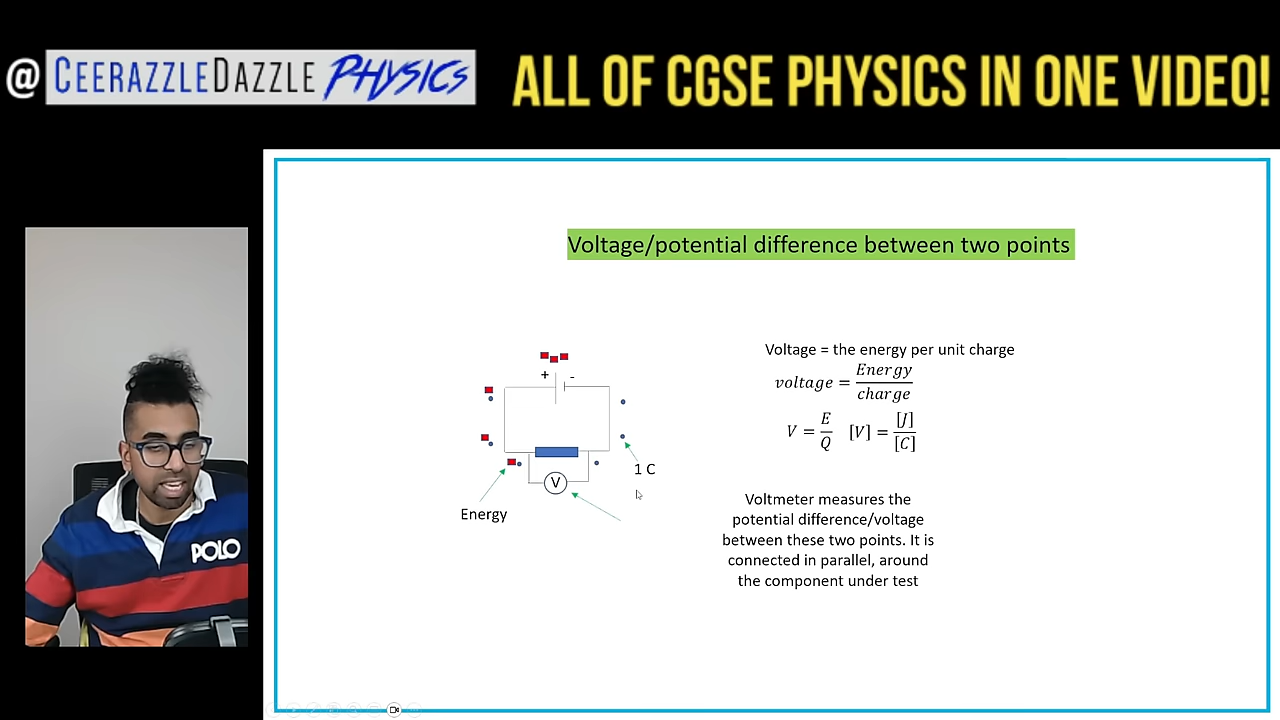 @ CEERAZZLEDAZZLE PHYSICS
ALL OF CGSE PHYSICS IN ONE VIDEO!
Voltage/potential difference between two points
Voltage = the energy per unit charge
voltage = Energy / charge
V = E / Q [V] = [J] / [C]
+ -
V
1 C
Energy
Voltmeter measures the
potential difference/voltage
between these two points. It is
connected in parallel, around
the component under test
POLO